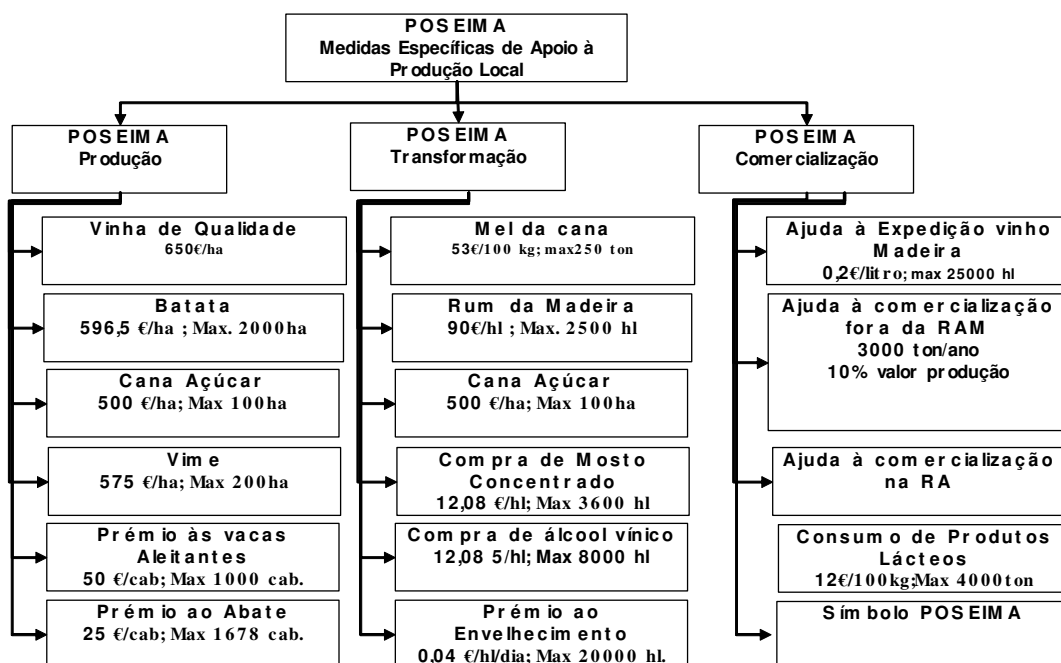 POSEIMA
Medidas Específicas de Apoio à
Produção Local
POSEIMA
Produção
Vinha de Qualidade
650€/ha
Batata
596,5 €/ha ; Max. 2000ha
Cana Açúcar
500 €/ha; Max 100ha
Vime
575 €/ha; Max 200ha
Prémio às vacas
Aleitantes
50 €/cab; Max 1000 cab.
Prémio ao Abate
25 €/cab; Max 1678 cab.
POSEIMA
Transformação
Mel da cana
53€/100 kg; max250 ton
Rum da Madeira
90€/hl ; Max. 2500 hl
Cana Açúcar
500 €/ha; Max 100ha
Compra de Mosto
Concentrado
12,08 €/hl; Max 3600 hl
Compra de álcool vínico
12,08 5/hl; Max 8000 hl
Prémio ao
Envelhecimento
0,04 €/hl/dia; Max 20000 hl.
POSEIMA
Comercialização
Ajuda à Expedição vinho
Madeira
0,2€/litro; max 25000 hl
Ajuda à comercialização
fora da RAM
3000 ton/ano
10% valor produção
Ajuda à comercialização
na RA
Consumo de Produtos
Lácteos
12€/100kg;Max 4000ton
Símbolo POSEIMA